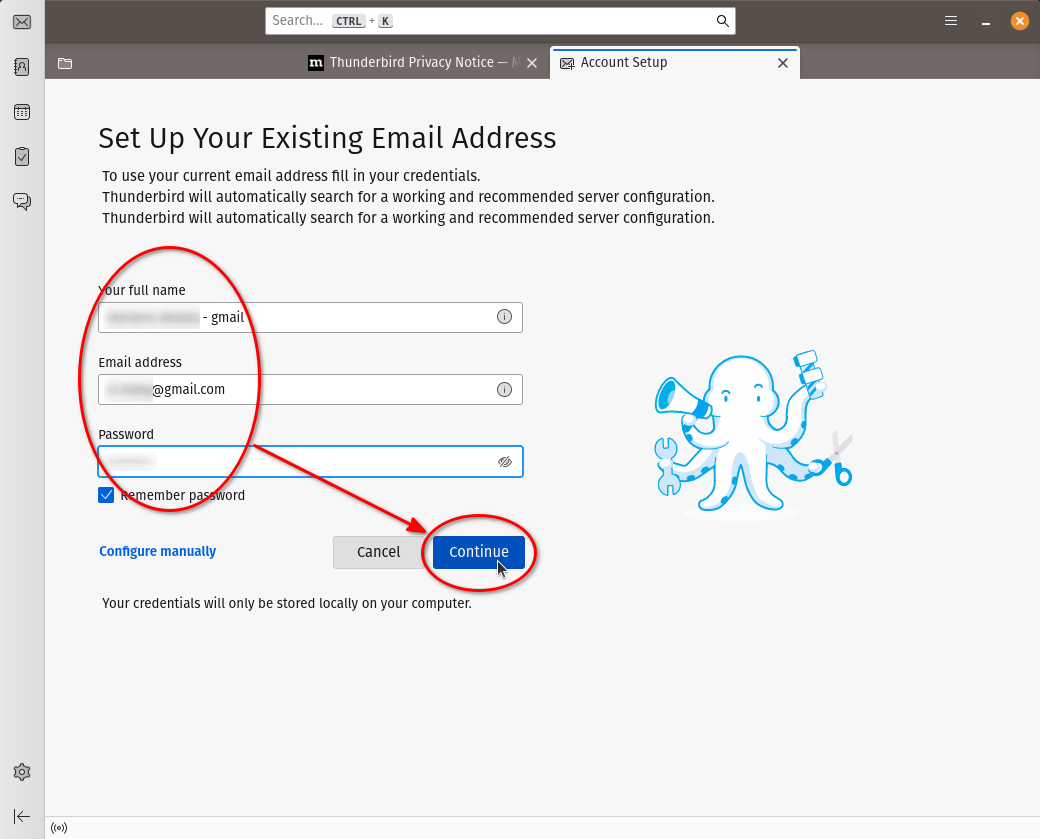 Search... CTRL + K
m Thunderbird Privacy Notice — M
Account Setup
Set Up Your Existing Email Address
To use your current email address fill in your credentials.
Thunderbird will automatically search for a working and recommended server configuration.
Thunderbird will automatically search for a working and recommended server configuration.
Your full name
- gmail
Email address
@gmail.com
Password
Remember password
Configure manually
Cancel
Continue
Your credentials will only be stored locally on your computer.